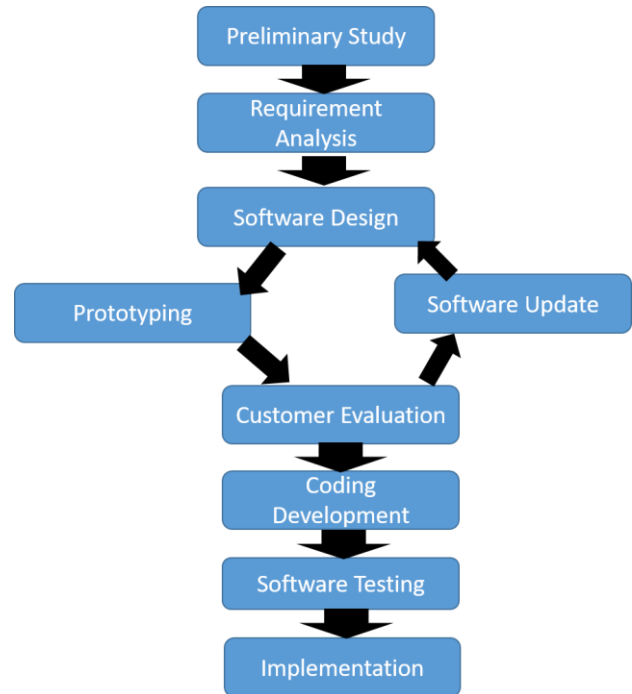 Preliminary Study
Requirement
Analysis
Software Design
Prototyping
Software Update
Customer Evaluation
Coding
Development
Software Testing
Implementation